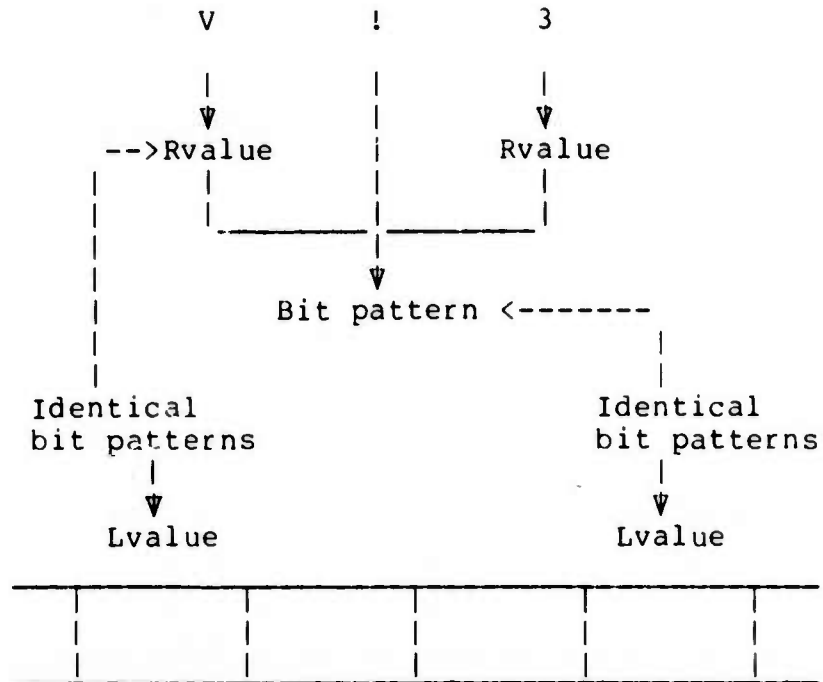 V ! 3
-->Rvalue Rvalue
Bit pattern <-------
Identical Identical
bit patterns bit patterns
Lvalue Lvalue